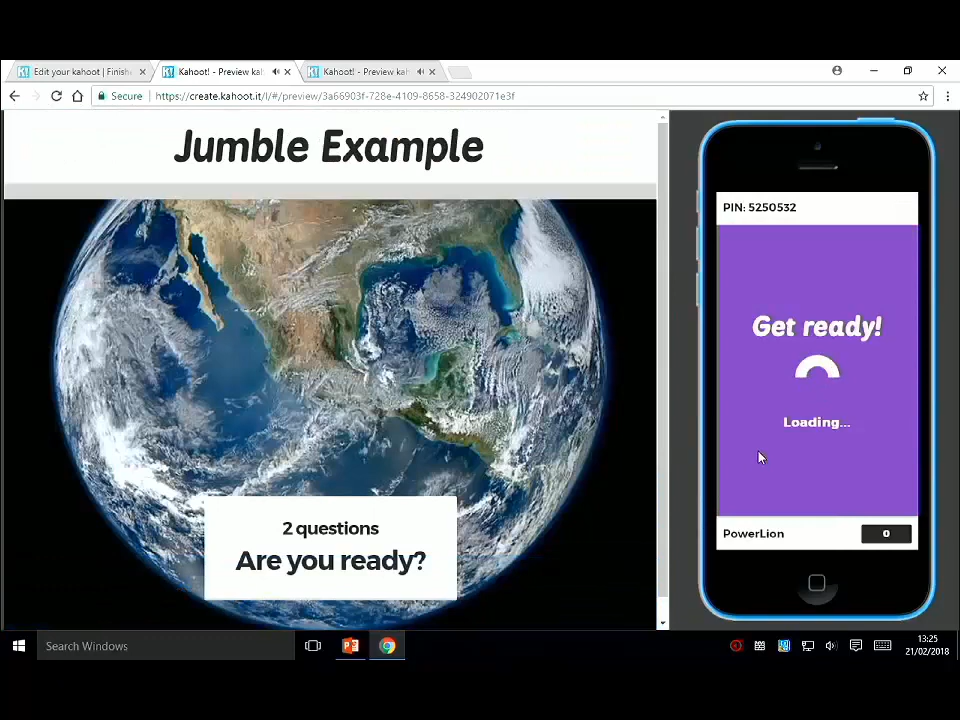 Edit your kahoot | Finish
Kahoot! - Preview kah
Kahoot! - Preview kah
Secure
https://create.kahoot.it/l/#/preview/3a66903f-728e-4109-8658-324902071e3f
Jumble Example
2 questions
Are you ready?
PIN: 5250532
Get ready!
Loading...
PowerLion
0
Search Windows
13:25
21/02/2018